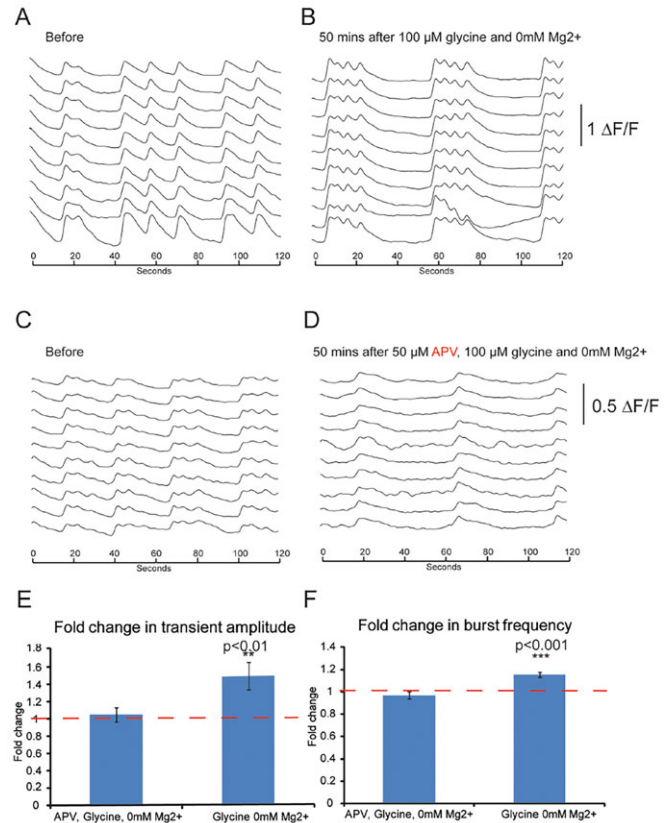 A
B
Before
50 mins after 100 µM glycine and 0mM Mg2+
1 ΔF/F
0 20 40 60 80 100 120
Seconds
0 20 40 60 80 100 120
Seconds
C
D
Before
50 mins after 50 µM APV, 100 µM glycine and 0mM Mg2+
0.5 ΔF/F
0 20 40 60 80 100 120
Seconds
0 20 40 60 80 100 120
Seconds
E
Fold change in transient amplitude
p<0.01
**
1.8
1.6
1.4
1.2
1
0.8
0.6
0.4
0.2
0
Fold change
APV, Glycine, 0mM Mg2+ Glycine 0mM Mg2+
F
Fold change in burst frequency
p<0.001
***
1.4
1.2
1
0.8
0.6
0.4
0.2
0
Fold change
APV, Glycine, 0mM Mg2+ Glycine 0mM Mg2+